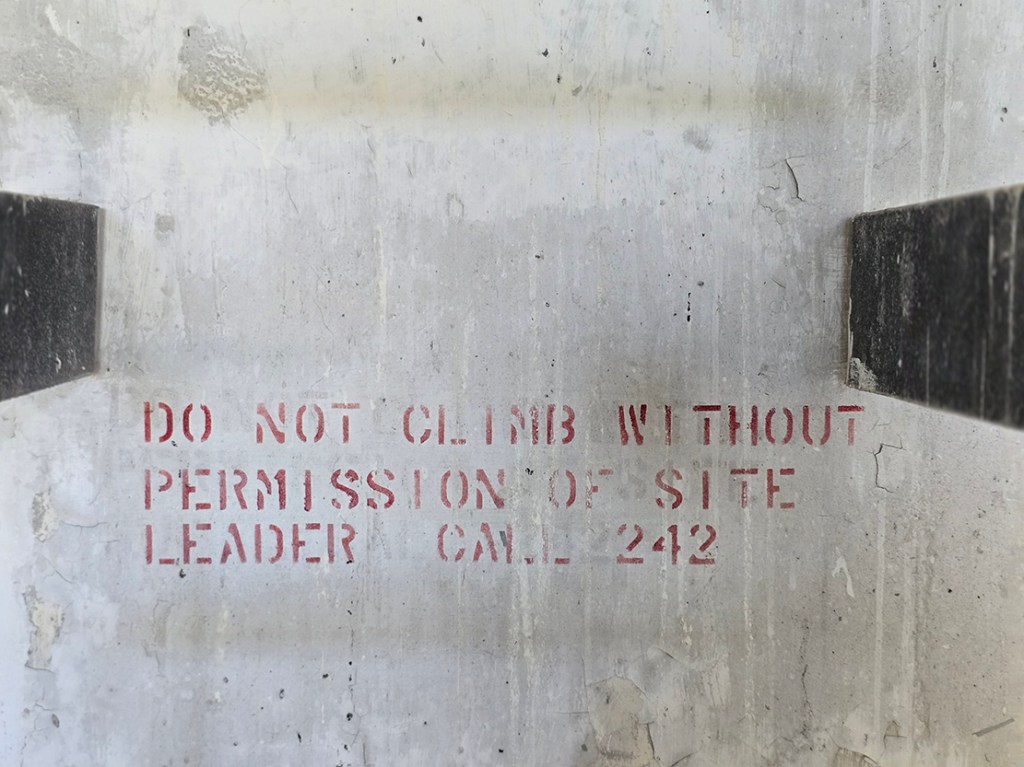 DO NOT CLIMB WITHOUT
PERMISSION OF SITE
LEADER CALL 242